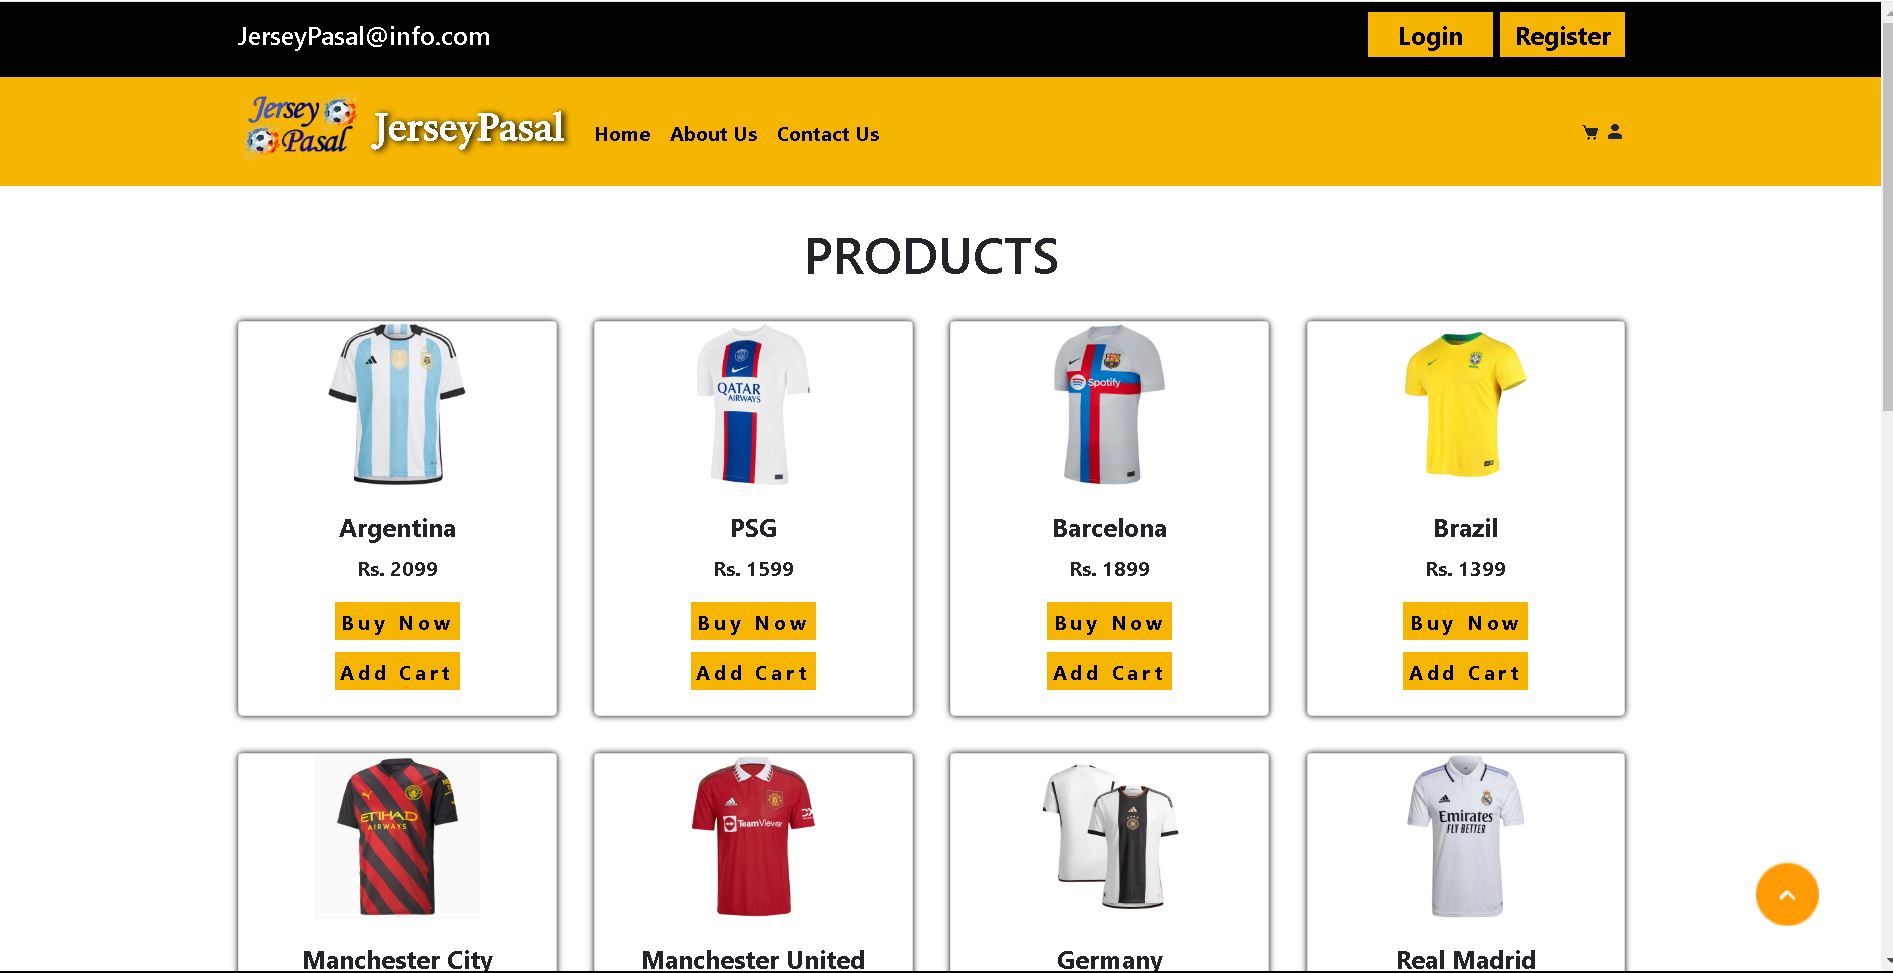 JerseyPasal@info.com Login Register
Jersey
Pasal
JerseyPasal Home About Us Contact Us
PRODUCTS
QATAR
AIRWAYS
Spotify
Argentina PSG Barcelona Brazil
Rs. 2099 Rs. 1599 Rs. 1899 Rs. 1399
Buy Now Buy Now Buy Now Buy Now
Add Cart Add Cart Add Cart Add Cart
ETIHAD
AIRWAYS
TeamViewer
Emirates
FLY BETTER
Manchester City Manchester United Germany Real Madrid